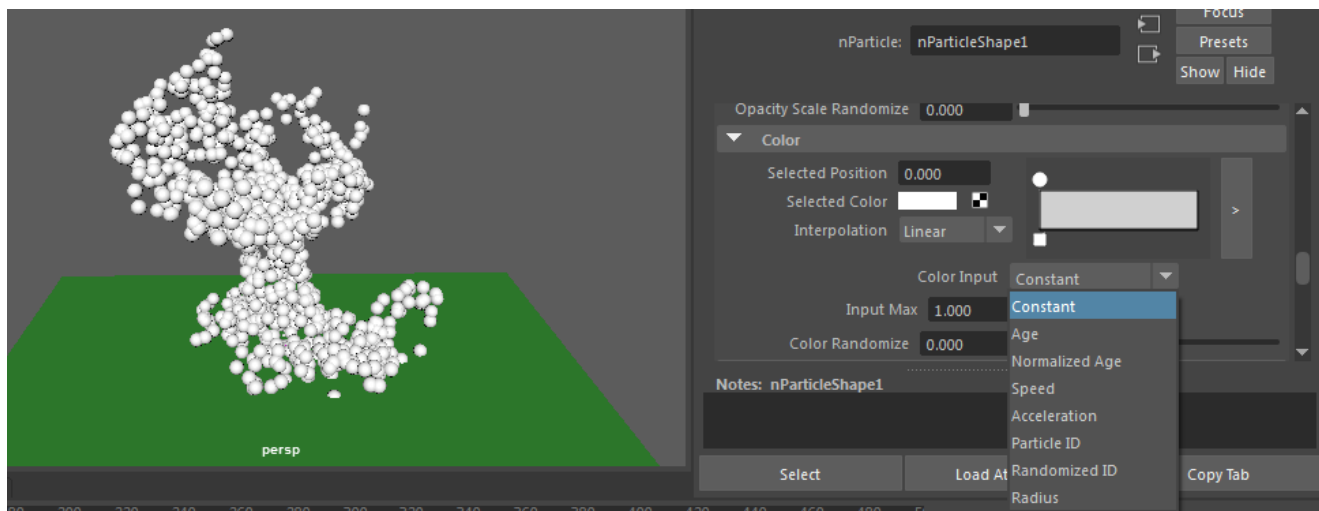 Focus
nParticle: nParticleShape1
Presets
Show Hide
Opacity Scale Randomize 0.000
Color
Selected Position 0.000
Selected Color
Interpolation Linear
>
Color Input Constant
Input Max 1.000
Color Randomize 0.000
Constant
Age
Normalized Age
Speed
Acceleration
Particle ID
Randomized ID
Radius
Notes: nParticleShape1
persp
Select Load At Copy Tab